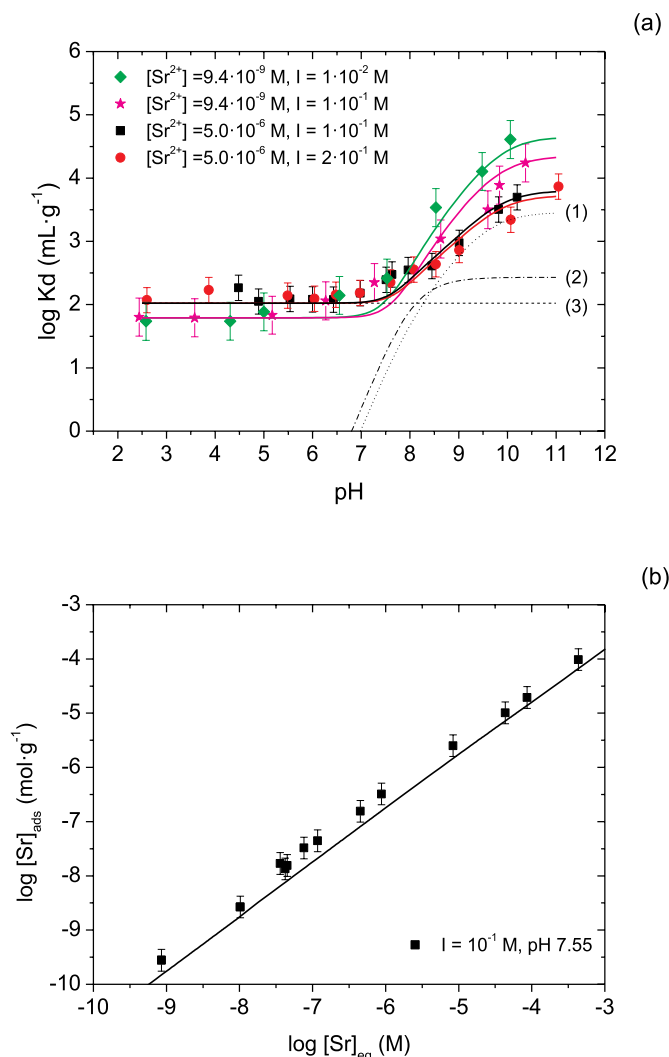 (a)
6
5
4
3
2
1
0
log Kd (mL·g⁻¹)
[Sr²⁺] =9.4·10⁻⁹ M, I = 1·10⁻² M
[Sr²⁺] =9.4·10⁻⁹ M, I = 1·10⁻¹ M
[Sr²⁺] =5.0·10⁻⁶ M, I = 1·10⁻¹ M
[Sr²⁺] =5.0·10⁻⁶ M, I = 2·10⁻¹ M
(1)
(2)
(3)
2 3 4 5 6 7 8 9 10 11 12
pH
(b)
-3
-4
-5
-6
-7
-8
-9
-10
log [Sr]ads (mol·g⁻¹)
I = 10⁻¹ M, pH 7.55
-10 -9 -8 -7 -6 -5 -4 -3
log [Sr]eq (M)